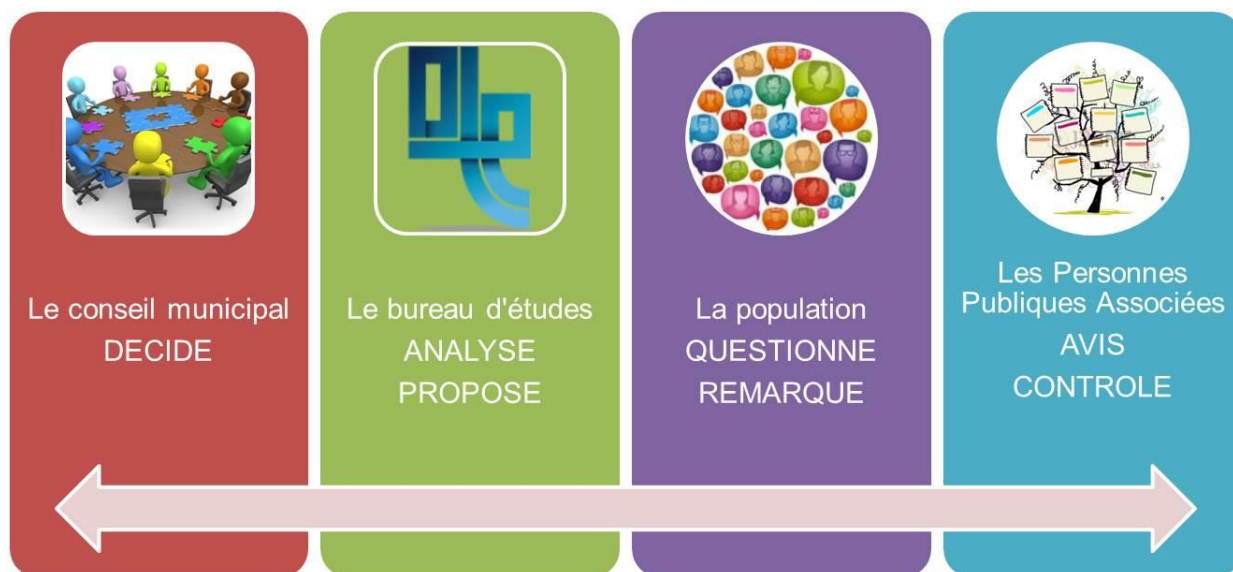 Le conseil municipal
DECIDE
Le bureau d'études
ANALYSE
PROPOSE
La population
QUESTIONNE
REMARQUE
Les Personnes
Publiques Associées
AVIS
CONTROLE